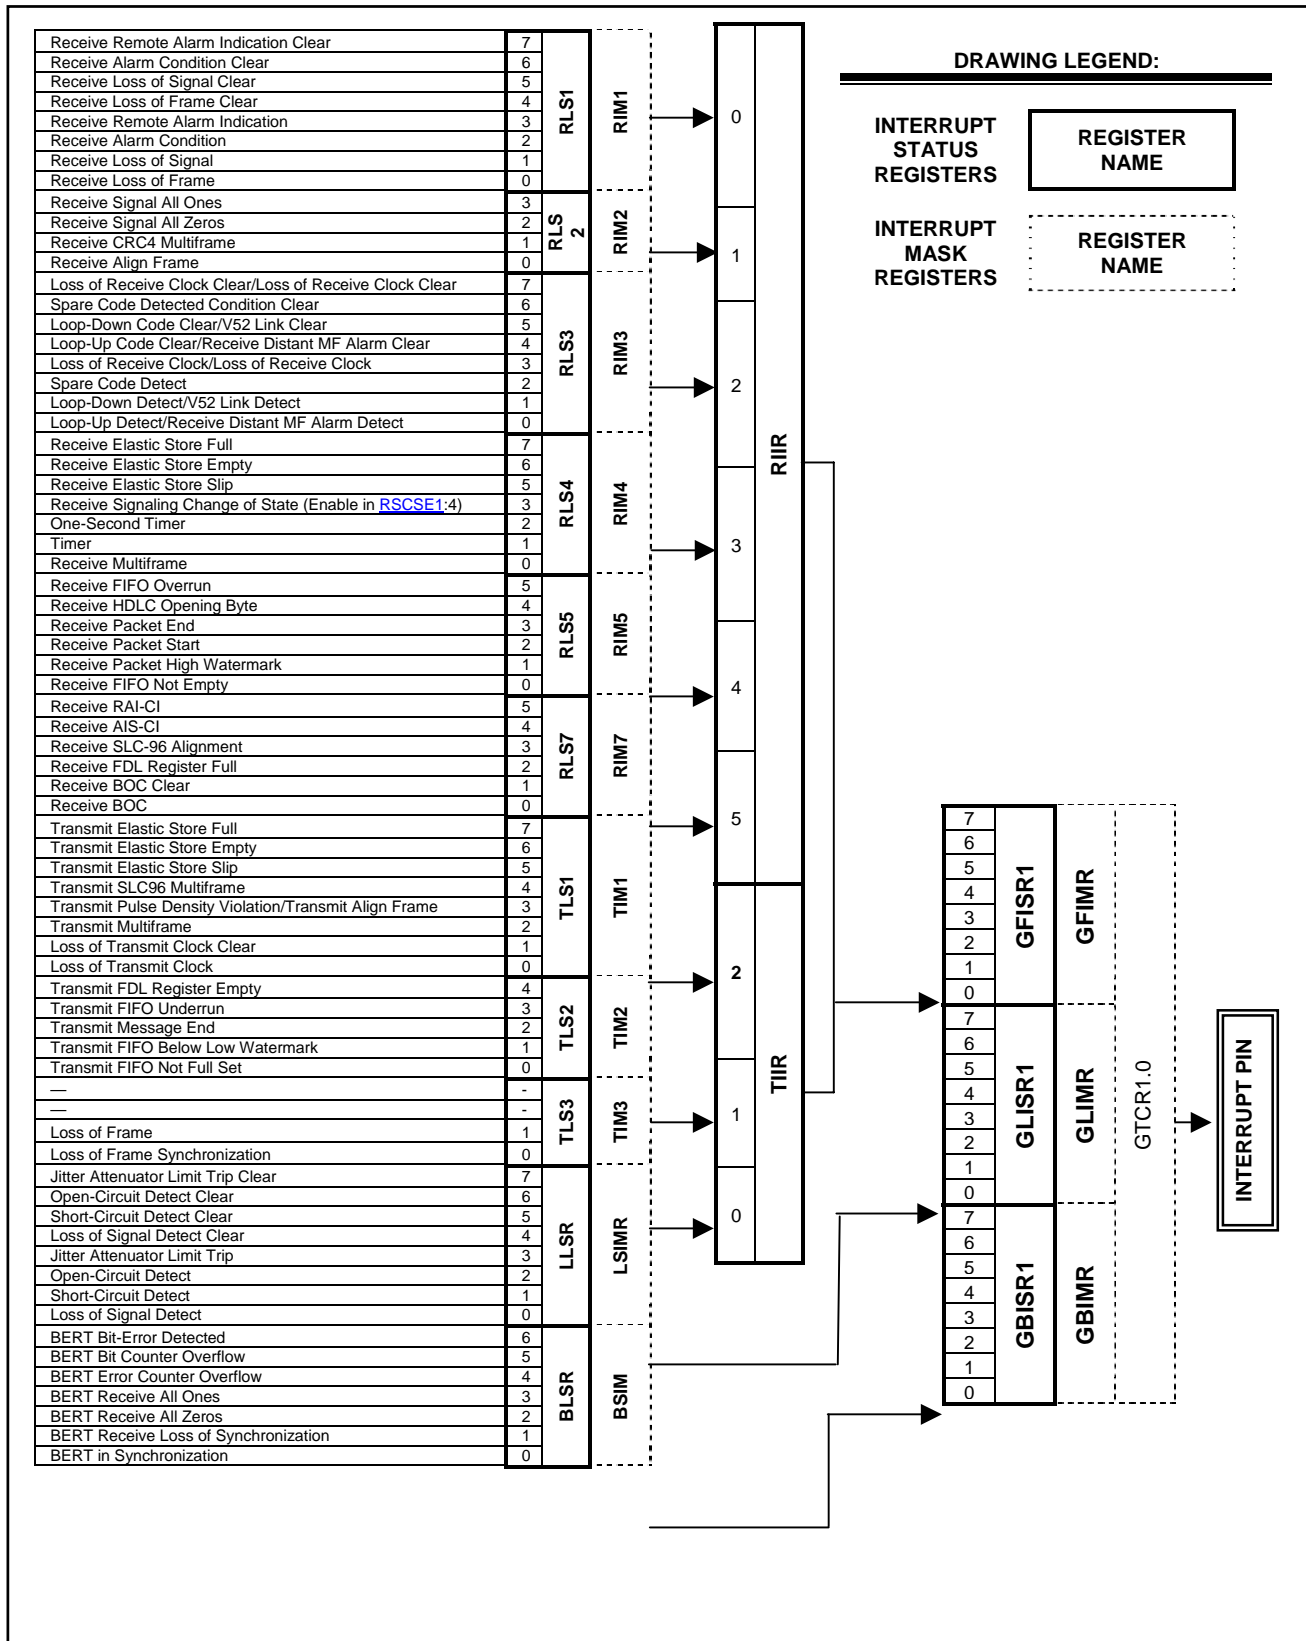 Receive Remote Alarm Indication Clear 7
Receive Alarm Condition Clear 6
Receive Loss of Signal Clear 5
Receive Loss of Frame Clear 4
Receive Remote Alarm Indication 3
Receive Alarm Condition 2
Receive Loss of Signal 1
Receive Loss of Frame 0
RLS1
RIM1
Receive Signal All Ones 3
Receive Signal All Zeros 2
Receive CRC4 Multiframe 1
Receive Align Frame 0
RLS
2
RIM2
Loss of Receive Clock Clear/Loss of Receive Clock Clear 7
Spare Code Detected Condition Clear 6
Loop-Down Code Clear/V52 Link Clear 5
Loop-Up Code Clear/Receive Distant MF Alarm Clear 4
Loss of Receive Clock/Loss of Receive Clock 3
Spare Code Detect 2
Loop-Down Detect/V52 Link Detect 1
Loop-Up Detect/Receive Distant MF Alarm Detect 0
RLS3
RIM3
Receive Elastic Store Full 7
Receive Elastic Store Empty 6
Receive Elastic Store Slip 5
Receive Signaling Change of State (Enable in RSCSE1:4) 3
One-Second Timer 2
Timer 1
Receive Multiframe 0
RLS4
RIM4
Receive FIFO Overrun 5
Receive HDLC Opening Byte 4
Receive Packet End 3
Receive Packet Start 2
Receive Packet High Watermark 1
Receive FIFO Not Empty 0
RLS5
RIM5
Receive RAI-CI 5
Receive AIS-CI 4
Receive SLC-96 Alignment 3
Receive FDL Register Full 2
Receive BOC Clear 1
Receive BOC 0
RLS7
RIM7
Transmit Elastic Store Full 7
Transmit Elastic Store Empty 6
Transmit Elastic Store Slip 5
Transmit SLC96 Multiframe 4
Transmit Pulse Density Violation/Transmit Align Frame 3
Transmit Multiframe 2
Loss of Transmit Clock Clear 1
Loss of Transmit Clock 0
TLS1
TIM1
Transmit FDL Register Empty 4
Transmit FIFO Underrun 3
Transmit Message End 2
Transmit FIFO Below Low Watermark 1
Transmit FIFO Not Full Set 0
TLS2
TIM2
— -
— -
Loss of Frame 1
Loss of Frame Synchronization 0
TLS3
TIM3
Jitter Attenuator Limit Trip Clear 7
Open-Circuit Detect Clear 6
Short-Circuit Detect Clear 5
Loss of Signal Detect Clear 4
Jitter Attenuator Limit Trip 3
Open-Circuit Detect 2
Short-Circuit Detect 1
Loss of Signal Detect 0
LLSR
LSIMR
BERT Bit-Error Detected 6
BERT Bit Counter Overflow 5
BERT Error Counter Overflow 4
BERT Receive All Ones 3
BERT Receive All Zeros 2
BERT Receive Loss of Synchronization 1
BERT in Synchronization 0
BLSR
BSIM
0
1
2
3
4
5
RIIR
2
1
0
TIIR
DRAWING LEGEND:
INTERRUPT
STATUS
REGISTERS
REGISTER
NAME
INTERRUPT
MASK
REGISTERS
REGISTER
NAME
7
6
5
4
3
2
1
0
GFISR1
GFIMR
7
6
5
4
3
2
1
0
GLISR1
GLIMR
7
6
5
4
3
2
1
0
GBISR1
GBIMR
GTCR1.0
INTERRUPT PIN